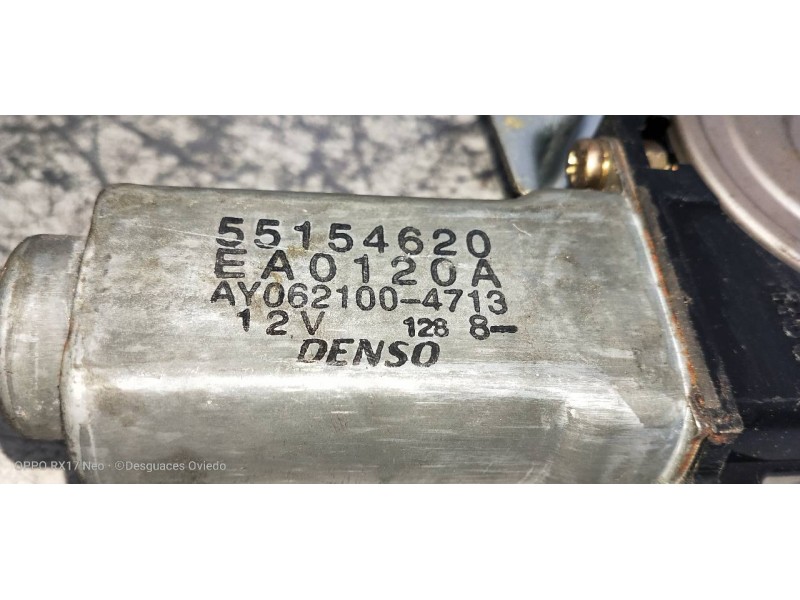 55154620
EA0120A
AY062100-4713
12V 128 8-
DENSO
OPPO RX17 Neo - ©Desguaces Oviedo